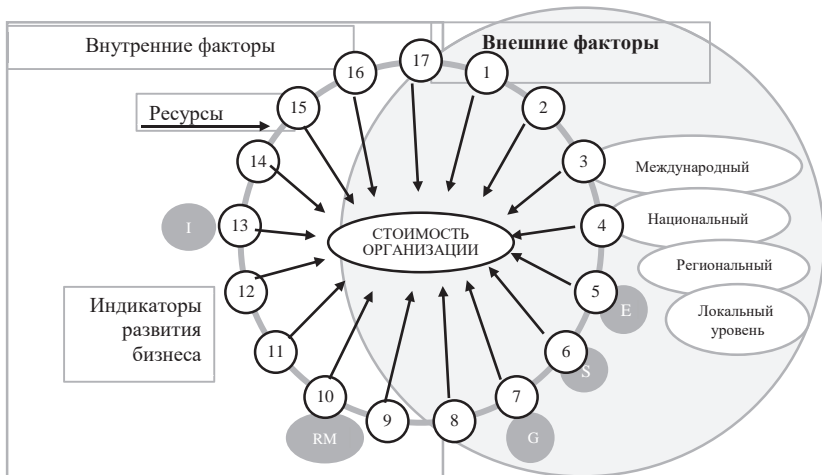 Внутренние факторы
Внешние факторы
17
16
1
15
2
Ресурсы
14
3
Международный
13
I
4
Национальный
СТОИМОСТЬ
ОРГАНИЗАЦИИ
Региональный
12
5
Индикаторы
развития
бизнеса
E
Локальный
уровень
11
6
S
10
7
9
8
RM
G